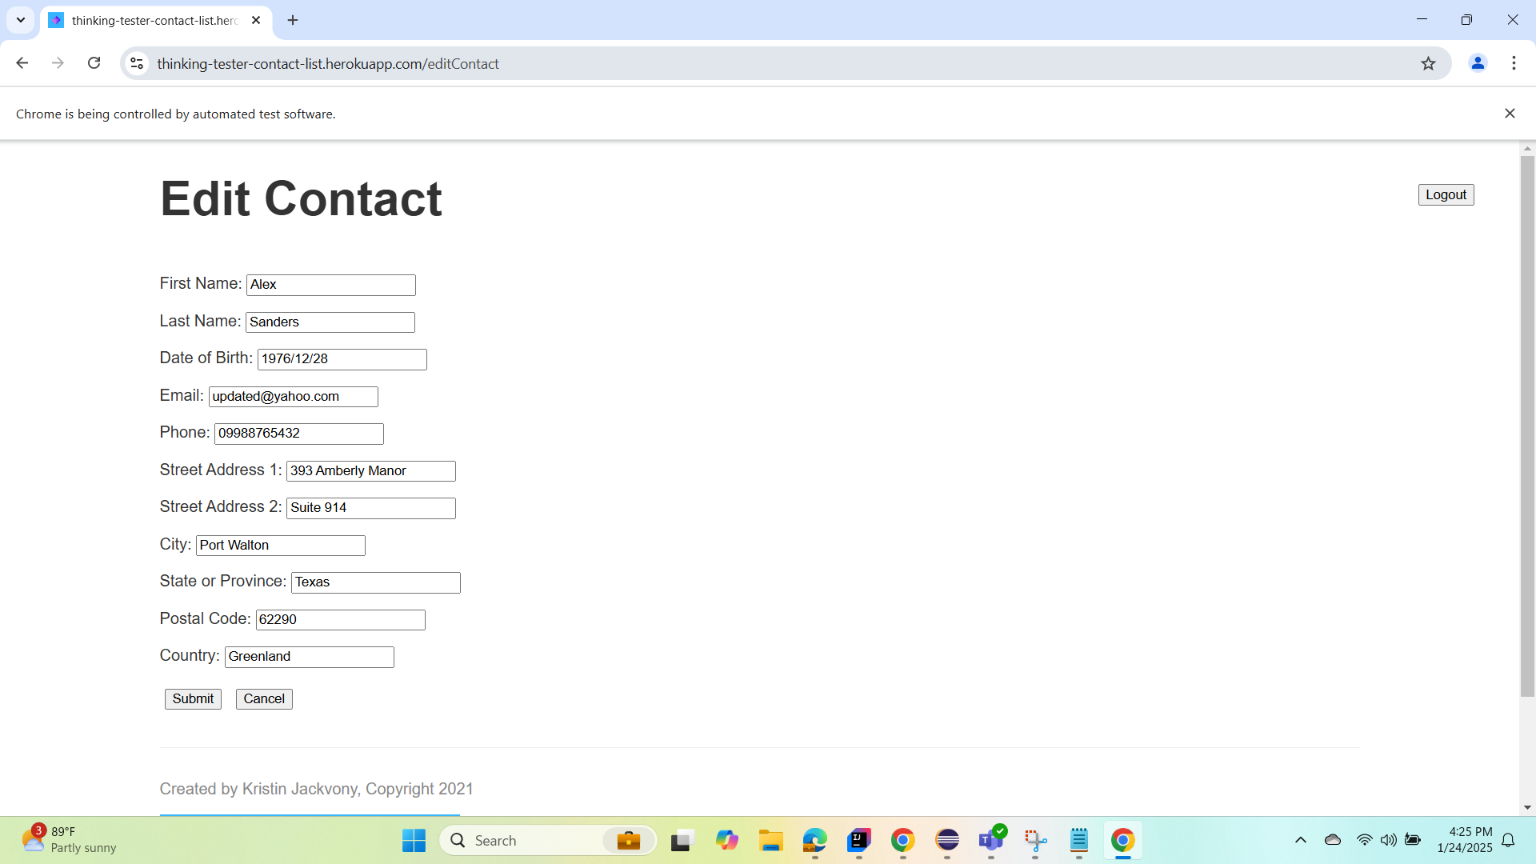 thinking-tester-contact-list.herc
thinking-tester-contact-list.herokuapp.com/editContact
Chrome is being controlled by automated test software.
Edit Contact
Logout
First Name: Alex
Last Name: Sanders
Date of Birth: 1976/12/28
Email: updated@yahoo.com
Phone: 09988765432
Street Address 1: 393 Amberly Manor
Street Address 2: Suite 914
City: Port Walton
State or Province: Texas
Postal Code: 62290
Country: Greenland
Submit Cancel
Created by Kristin Jackvony, Copyright 2021
3
89°F
Partly sunny
Search
4:25 PM
1/24/2025